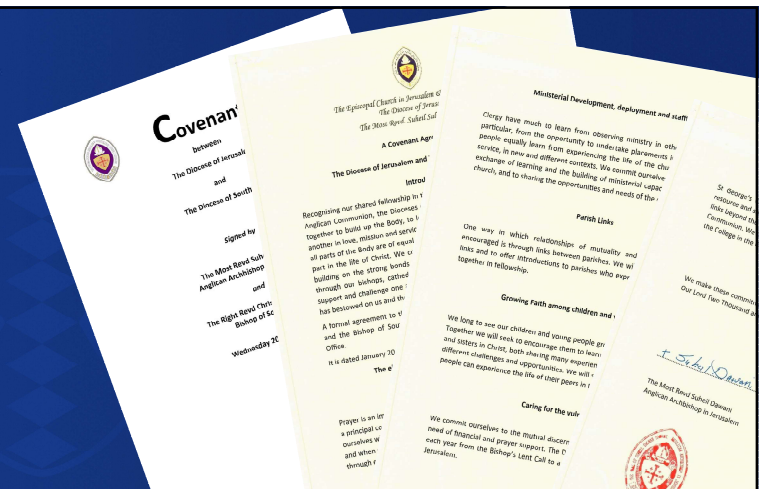 Covenant
between
The Diocese of Jerusale
and
The Diocese of South
Signed by
The Most Revd Suh
Anglican Archbishop
and
The Right Revd Chris
Bishop of So
Wednesday 20
The Episcopal Church in Jerusalem &
The Diocese of Jerus
The Most Revd. Suheil Sal
A Covenant Agr
The Diocese of Jerusalem and
Introd
Recognising our shared fellowship in t
Anglican Communion, the Dioceses
together to build up the Body, to l
another in love, mission and servic
all parts of the Body are of equal
part in the life of Christ. We c
building on the strong bonds
through our bishops, cathed
support and challenge one
has bestowed on us and th
A formal agreement to t
and the Bishop of Sou
Office.
It is dated January 20
The e
Prayer is an im
a principal co
ourselves w
and when
through r
Ministerial Development, deployment and staff
Clergy have much to learn from observing ministry in oth
particular, from the opportunity to undertake placements i
people equally learn from experiencing the life of the chu
service, in new and different contexts. We commit ourselve
exchange of learning and the building of ministerial capac
church, and to sharing the opportunities and needs of the
Parish Links
One way in which relationships of mutuality and
encouraged is through links between parishes. We wi
links and to offer introductions to parishes who expr
together in fellowship.
Growing Faith among children and
We long to see our children and young people gr
Together we will seek to encourage them to learn
and sisters in Christ, both sharing many experien
different challenges and opportunities. We will
people can experience the life of their peers in t
Caring for the vulr
We commit ourselves to the mutual discern
need of financial and prayer support. The D
each year from the Bishop's Lent Call to a
Jerusalem.
St George's
resource and s
links beyond th
Communion. We
the College in the
We make these commit
Our Lord Two Thousand a
+ Suheil Dawani
The Most Revd Suheil Dawani
Anglican Archbishop in Jerusalem